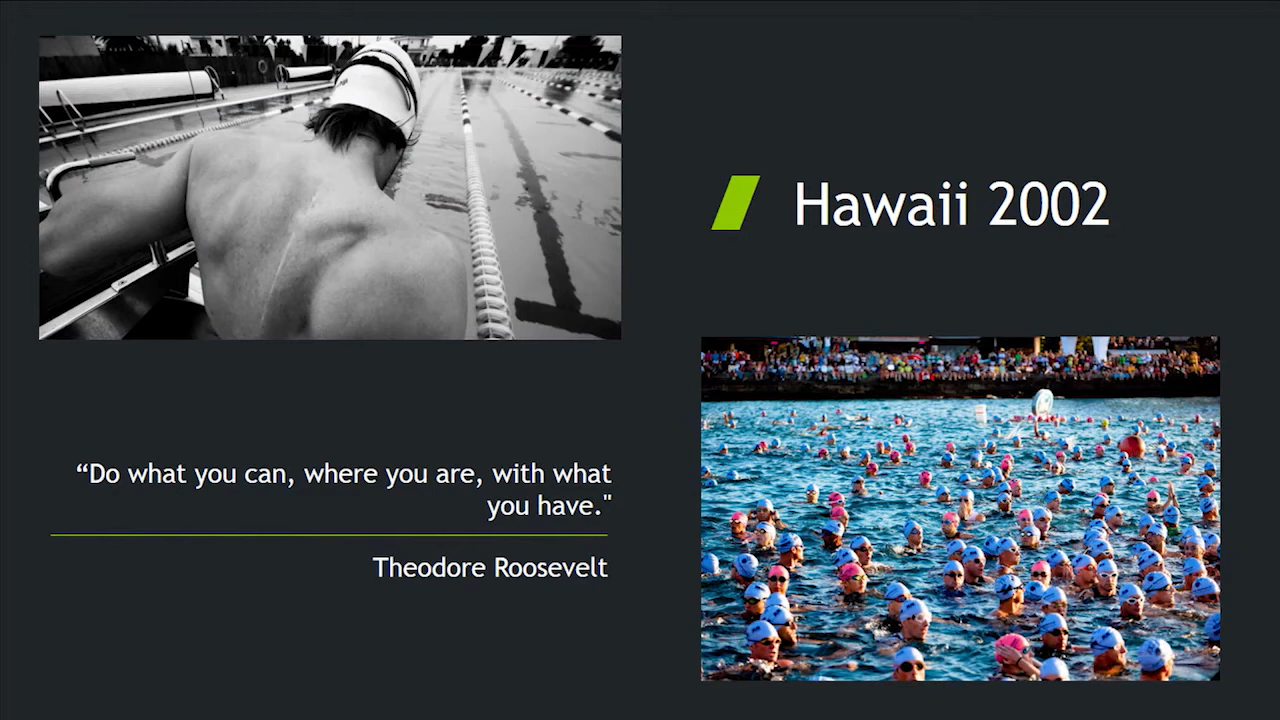 Hawaii 2002
“Do what you can, where you are, with what
you have."
Theodore Roosevelt